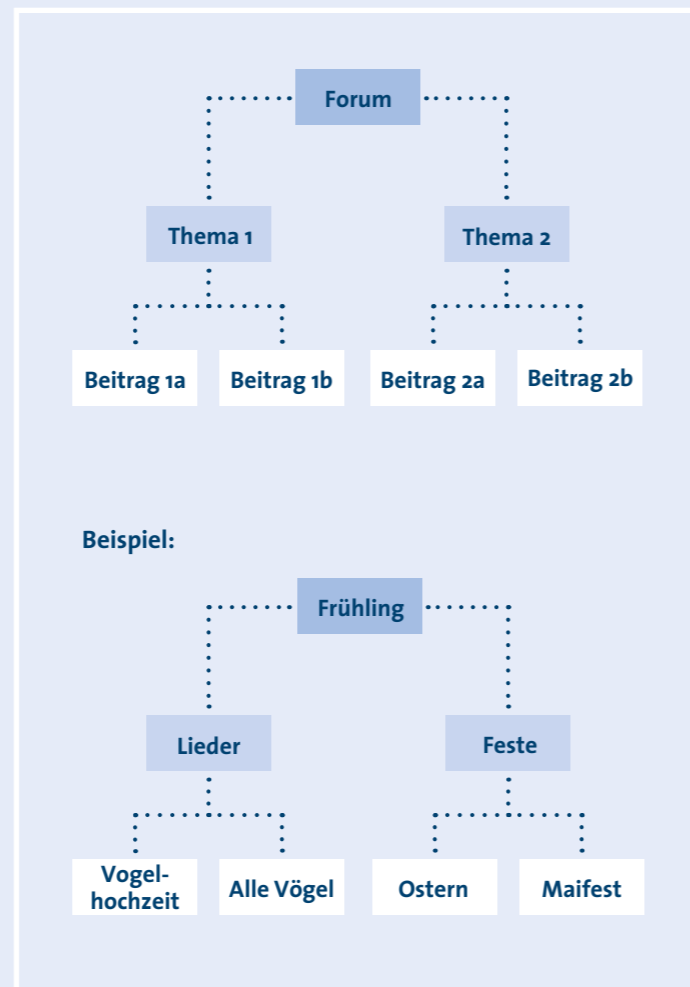 Forum
Thema 1
Thema 2
Beitrag 1a
Beitrag 1b
Beitrag 2a
Beitrag 2b
Beispiel:
Frühling
Lieder
Feste
Vogel-
hochzeit
Alle Vögel
Ostern
Maifest